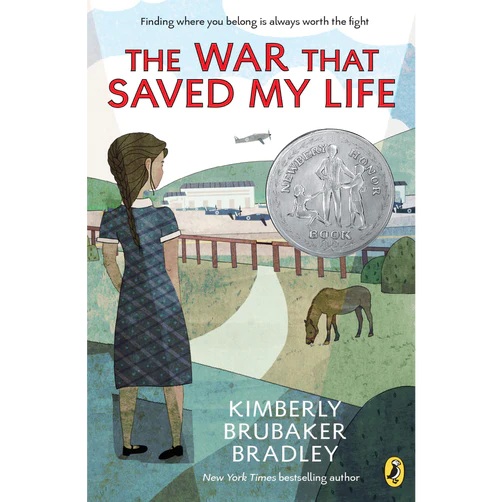 Finding where you belong is always worth the fight
THE WAR THAT
SAVED MY LIFE
NEWBERY HONOR
BOOK
KIMBERLY
BRUBAKER
BRADLEY
New York Times bestselling author